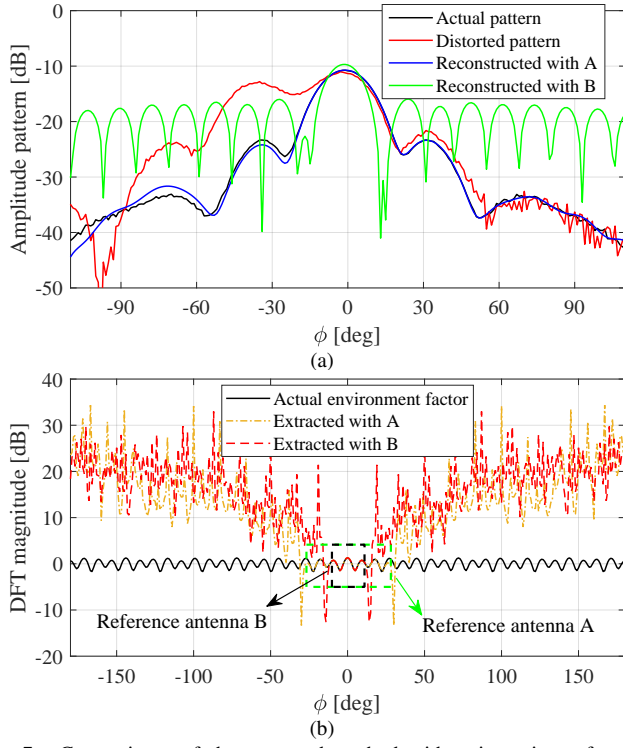 Actual pattern
Distorted pattern
Reconstructed with A
Reconstructed with B
Amplitude pattern [dB]
0
-10
-20
-30
-40
-50
-90 -60 -30 0 30 60 90
ϕ [deg]
(a)
Actual environment factor
Extracted with A
Extracted with B
DFT magnitude [dB]
40
30
20
10
0
-10
-20
Reference antenna B
Reference antenna A
-150 -100 -50 0 50 100 150
ϕ [deg]
(b)